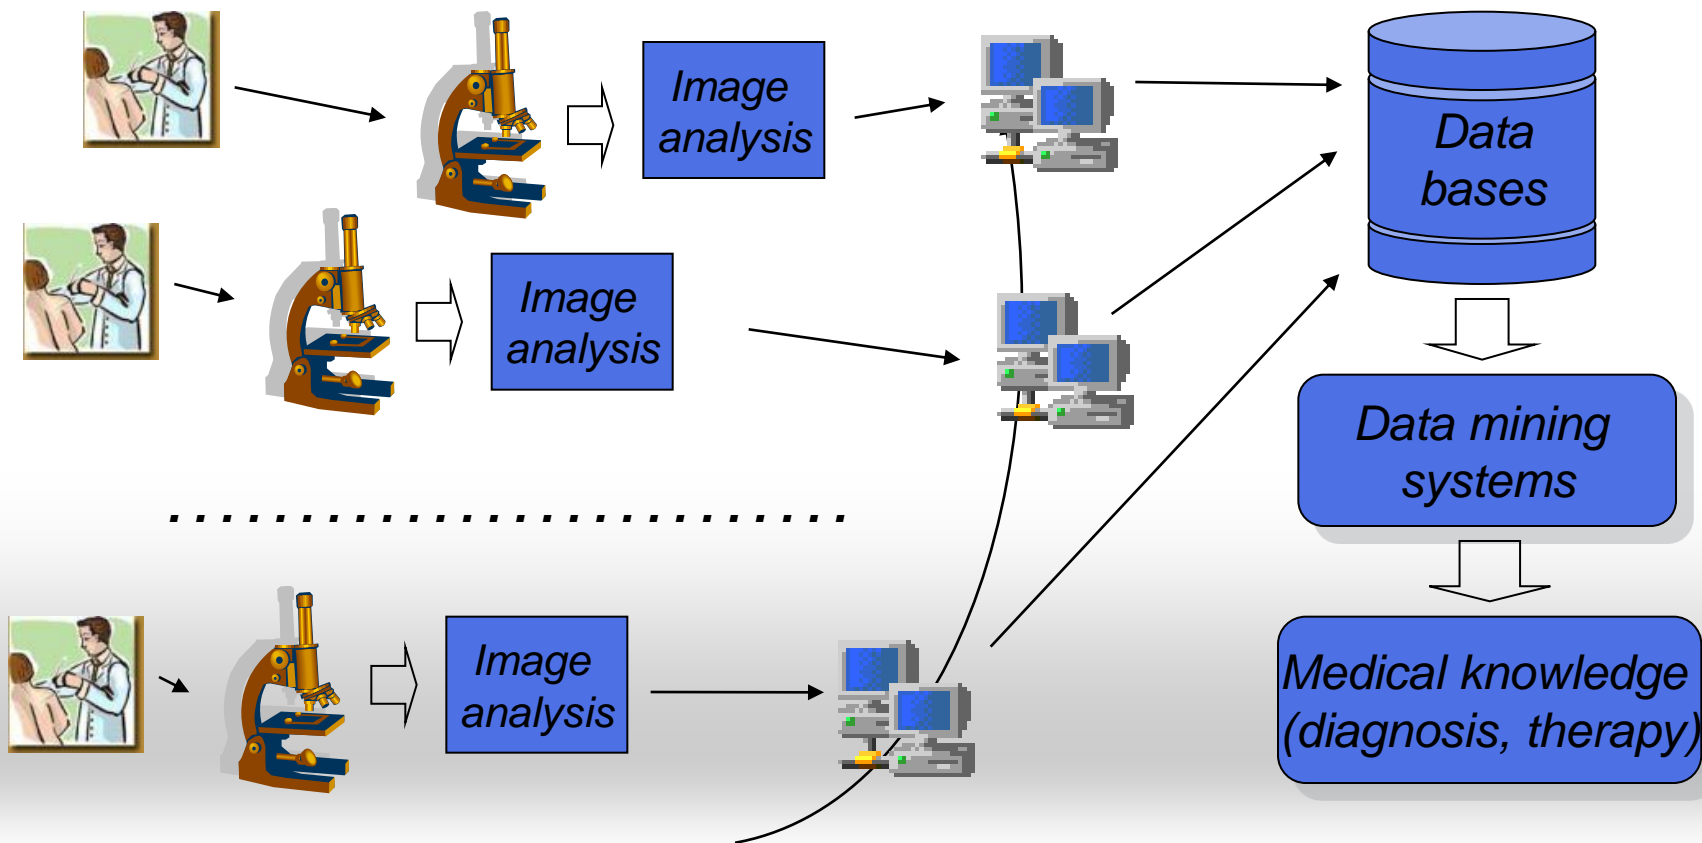 Image
analysis
Data
bases
Image
analysis
Data mining
systems
Image
analysis
Medical knowledge
(diagnosis, therapy)